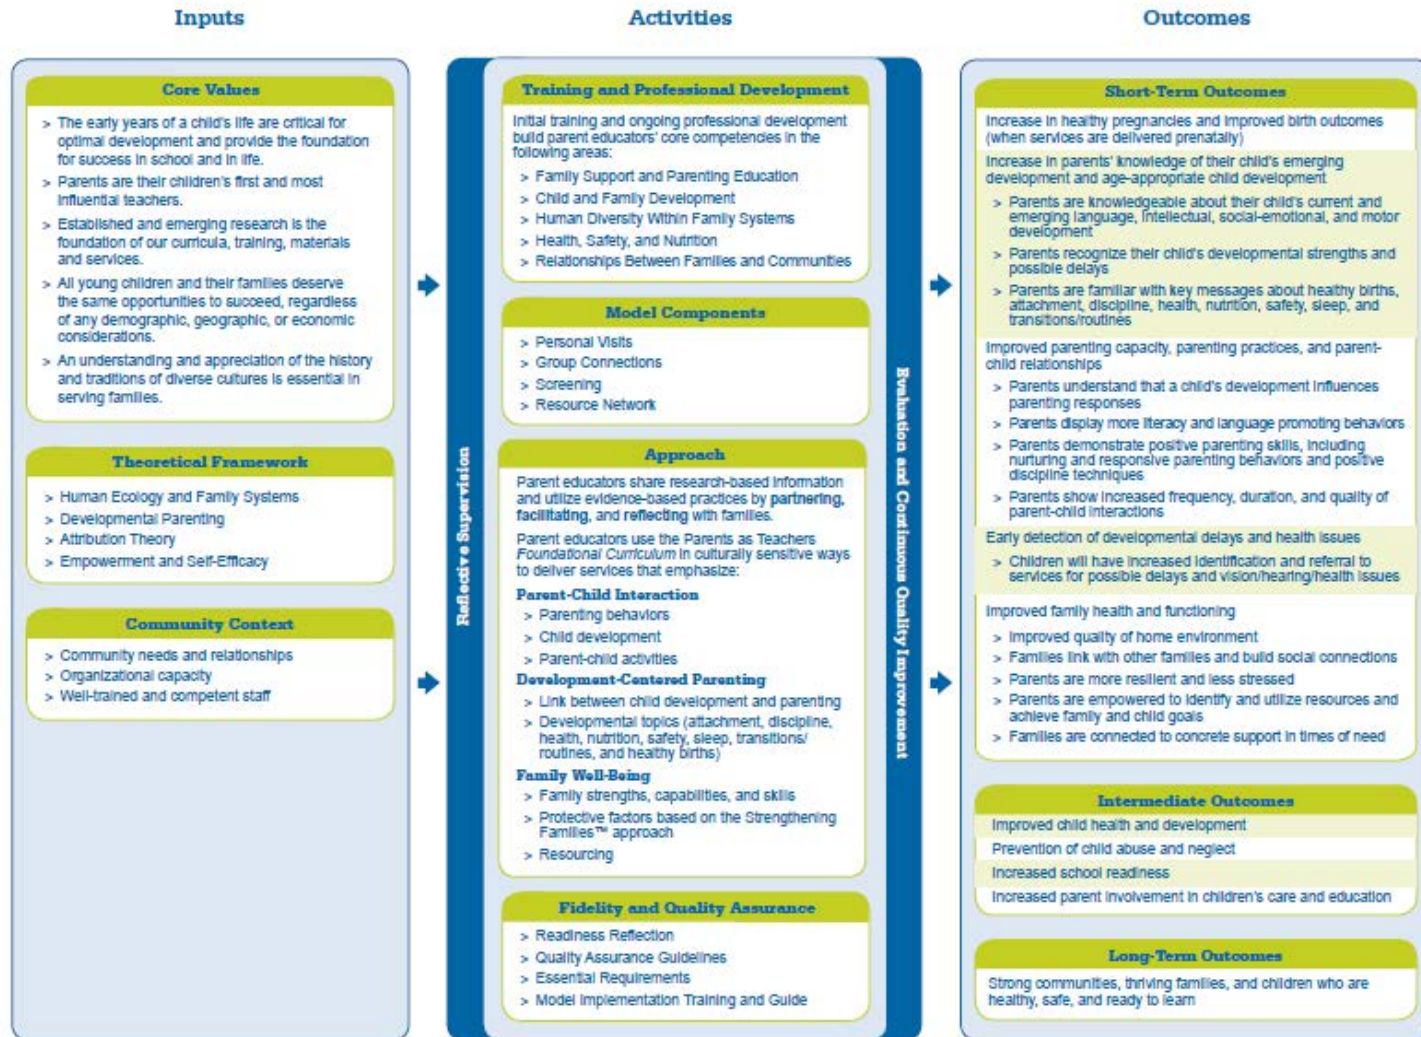 Inputs
Activities
Outcomes
Core Values
> The early years of a child's life are critical for
optimal development and provide the foundation
for success in school and in life.
> Parents are their children's first and most
influential teachers.
> Established and emerging research is the
foundation of our curricula, training, materials
and services.
> All young children and their families deserve
the same opportunities to succeed, regardless
of any demographic, geographic, or economic
considerations.
> An understanding and appreciation of the history
and traditions of diverse cultures is essential in
serving families.
Theoretical Framework
> Human Ecology and Family Systems
> Developmental Parenting
> Attribution Theory
> Empowerment and Self-Efficacy
Community Context
> Community needs and relationships
> Organizational capacity
> Well-trained and competent staff
Reflective Supervision
Training and Professional Development
Initial training and ongoing professional development
build parent educators' core competencies in the
following areas:
> Family Support and Parenting Education
> Child and Family Development
> Human Diversity Within Family Systems
> Health, Safety, and Nutrition
> Relationships Between Families and Communities
Model Components
> Personal Visits
> Group Connections
> Screening
> Resource Network
Approach
Parent educators share research-based information
and utilize evidence-based practices by partnering,
facilitating, and reflecting with families.
Parent educators use the Parents as Teachers
Foundational Curriculum in culturally sensitive ways
to deliver services that emphasize:
Parent-Child Interaction
> Parenting behaviors
> Child development
> Parent-child activities
Development-Centered Parenting
> Link between child development and parenting
> Developmental topics (attachment, discipline,
health, nutrition, safety, sleep, transitions/
routines, and healthy births)
Family Well-Being
> Family strengths, capabilities, and skills
> Protective factors based on the Strengthening
Families™ approach
> Resourcing
Fidelity and Quality Assurance
> Readiness Reflection
> Quality Assurance Guidelines
> Essential Requirements
> Model Implementation Training and Guide
Evaluation and Continuous Quality Improvement
Short-Term Outcomes
Increase in healthy pregnancies and improved birth outcomes
(when services are delivered prenatally)
Increase in parents' knowledge of their child's emerging
development and age-appropriate child development
> Parents are knowledgeable about their child's current and
emerging language, intellectual, social-emotional, and motor
development
> Parents recognize their child's developmental strengths and
possible delays
> Parents are familiar with key messages about healthy births,
attachment, discipline, health, nutrition, safety, sleep, and
transitions/routines
Improved parenting capacity, parenting practices, and parent-
child relationships
> Parents understand that a child's development influences
parenting responses
> Parents display more literacy and language promoting behaviors
> Parents demonstrate positive parenting skills, including
nurturing and responsive parenting behaviors and positive
discipline techniques
> Parents show increased frequency, duration, and quality of
parent-child interactions
Early detection of developmental delays and health issues
> Children will have increased identification and referral to
services for possible delays and vision/hearing/health issues
Improved family health and functioning
> Improved quality of home environment
> Families link with other families and build social connections
> Parents are more resilient and less stressed
> Parents are empowered to identify and utilize resources and
achieve family and child goals
> Families are connected to concrete support in times of need
Intermediate Outcomes
Improved child health and development
Prevention of child abuse and neglect
Increased school readiness
Increased parent involvement in children's care and education
Long-Term Outcomes
Strong communities, thriving families, and children who are
healthy, safe, and ready to learn